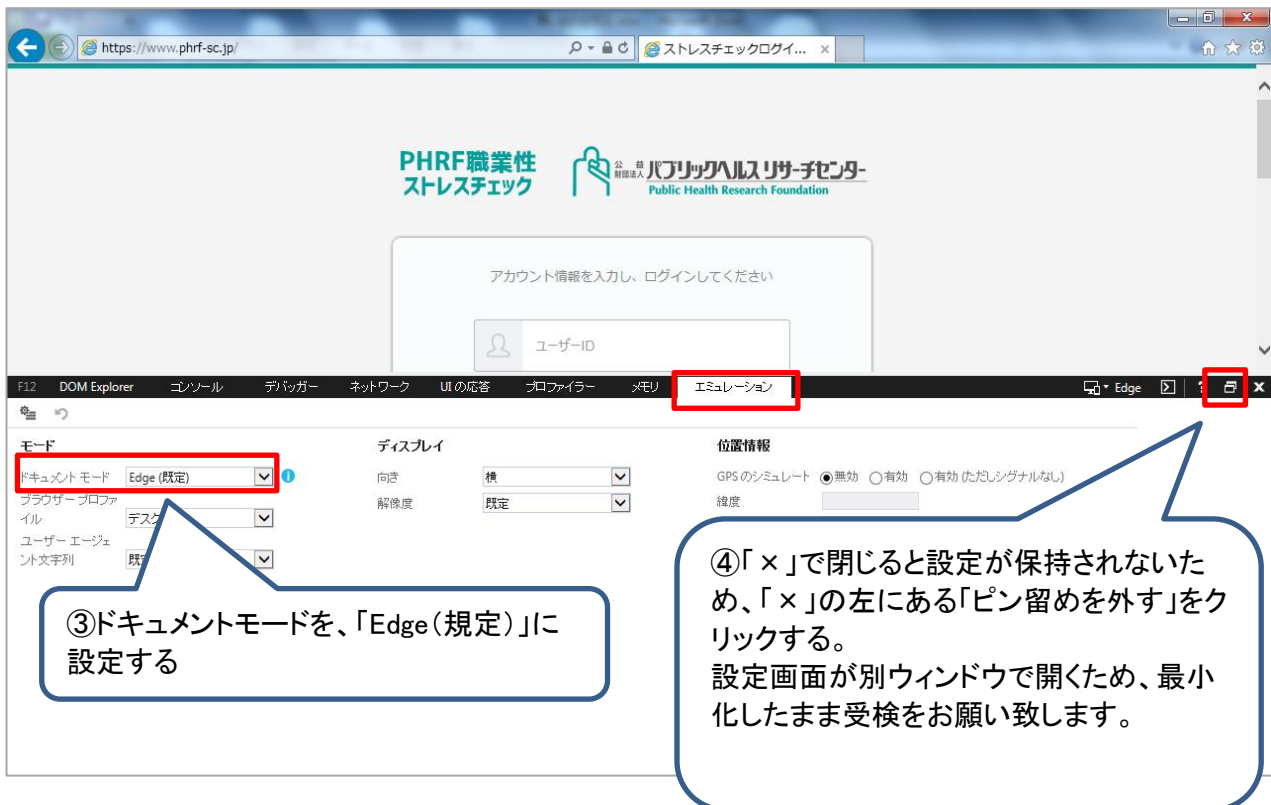 https://www.phrf-sc.jp/
ストレスチェックログイ... ×
PHRF職業性
ストレスチェック
公益
財団法人 パブリックヘルス リサーチセンター
Public Health Research Foundation
アカウント情報を入力し、ログインしてください
ユーザーID
F12 DOM Explorer コンソール デバッガー ネットワーク UI の応答 プロファイラー メモリ エミュレーション Edge ?
モード
ドキュメント モード Edge (既定)
ブラウザー プロファ
イル デスク
ユーザー エージェ
ント文字列 既定
ディスプレイ
向き 横
解像度 既定
位置情報
GPS のシミュレート 無効 有効 有効 (ただしシグナルなし)
緯度
③ドキュメントモードを、「Edge(規定)」に
設定する
④「×」で閉じると設定が保持されないた
め、「×」の左にある「ピン留めを外す」をク
リックする。
設定画面が別ウィンドウで開くため、最小
化したまま受検をお願い致します。